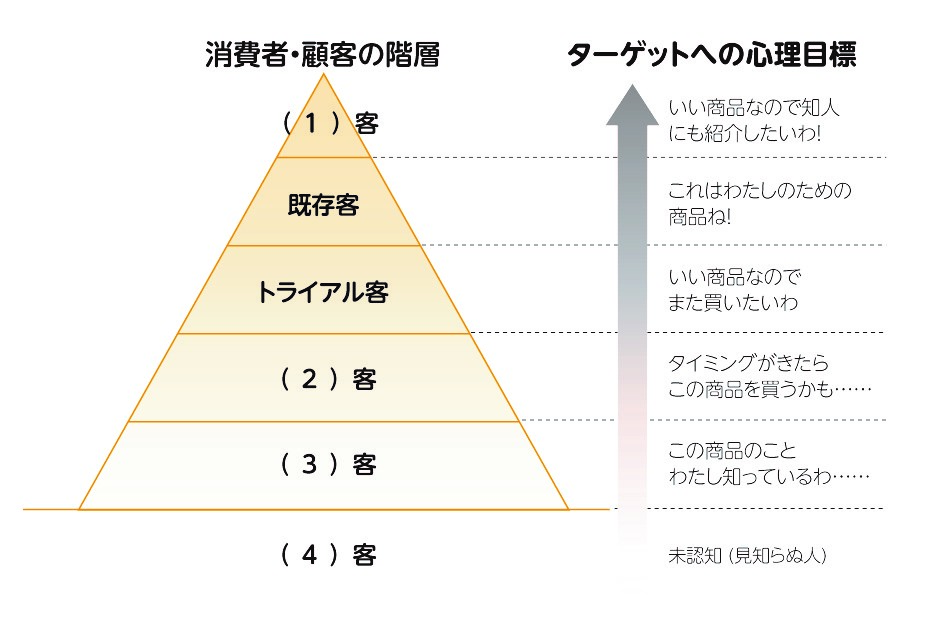 消費者・顧客の階層
ターゲットへの心理目標
（１）客
いい商品なので知人
にも紹介したいわ!
既存客
これはわたしのための
商品ね!
トライアル客
いい商品なので
また買いたいわ
（２）客
タイミングがきたら
この商品を買うかも……
（３）客
この商品のこと
わたし知っているわ……
（４）客
未認知（見知らぬ人）